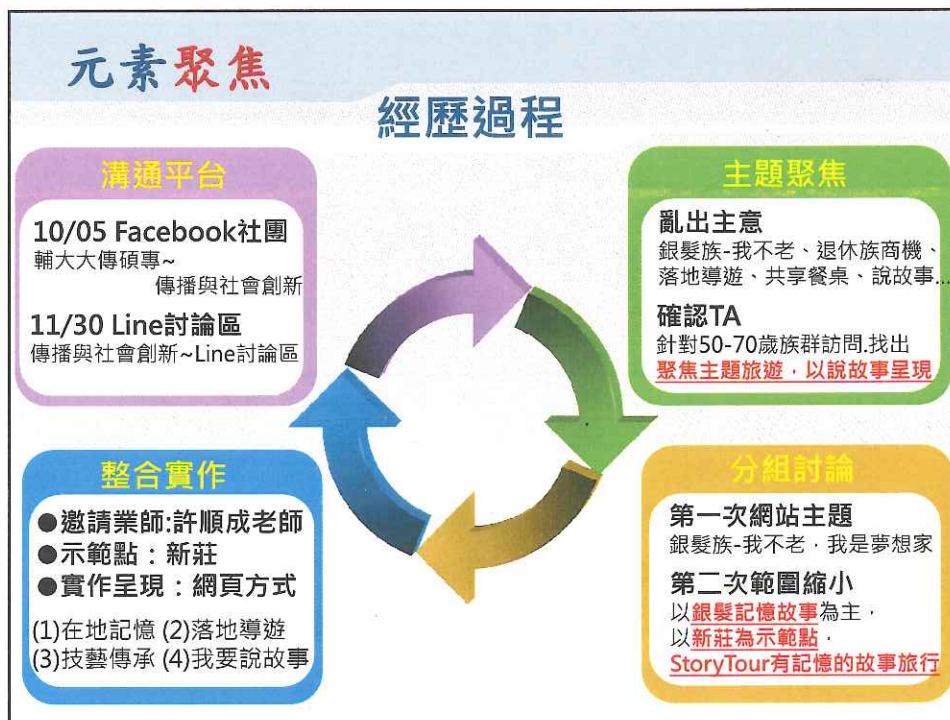 元素聚焦
經歷過程
溝通平台
10/05 Facebook社團
輔大大傳碩專~
傳播與社會創新
11/30 Line討論區
傳播與社會創新~Line討論區
主題聚焦
亂出主意
銀髮族-我不老、退休族商機、
落地導遊、共享餐桌、說故事...
確認TA
針對50-70歲族群訪問.找出
聚焦主題旅遊，以說故事呈現
整合實作
●邀請業師:許順成老師
●示範點：新莊
●實作呈現：網頁方式
(1)在地記憶 (2)落地導遊
(3)技藝傳承 (4)我要說故事
分組討論
第一次網站主題
銀髮族-我不老，我是夢想家
第二次範圍縮小
以銀髮記憶故事為主，
以新莊為示範點，
StoryTour有記憶的故事旅行